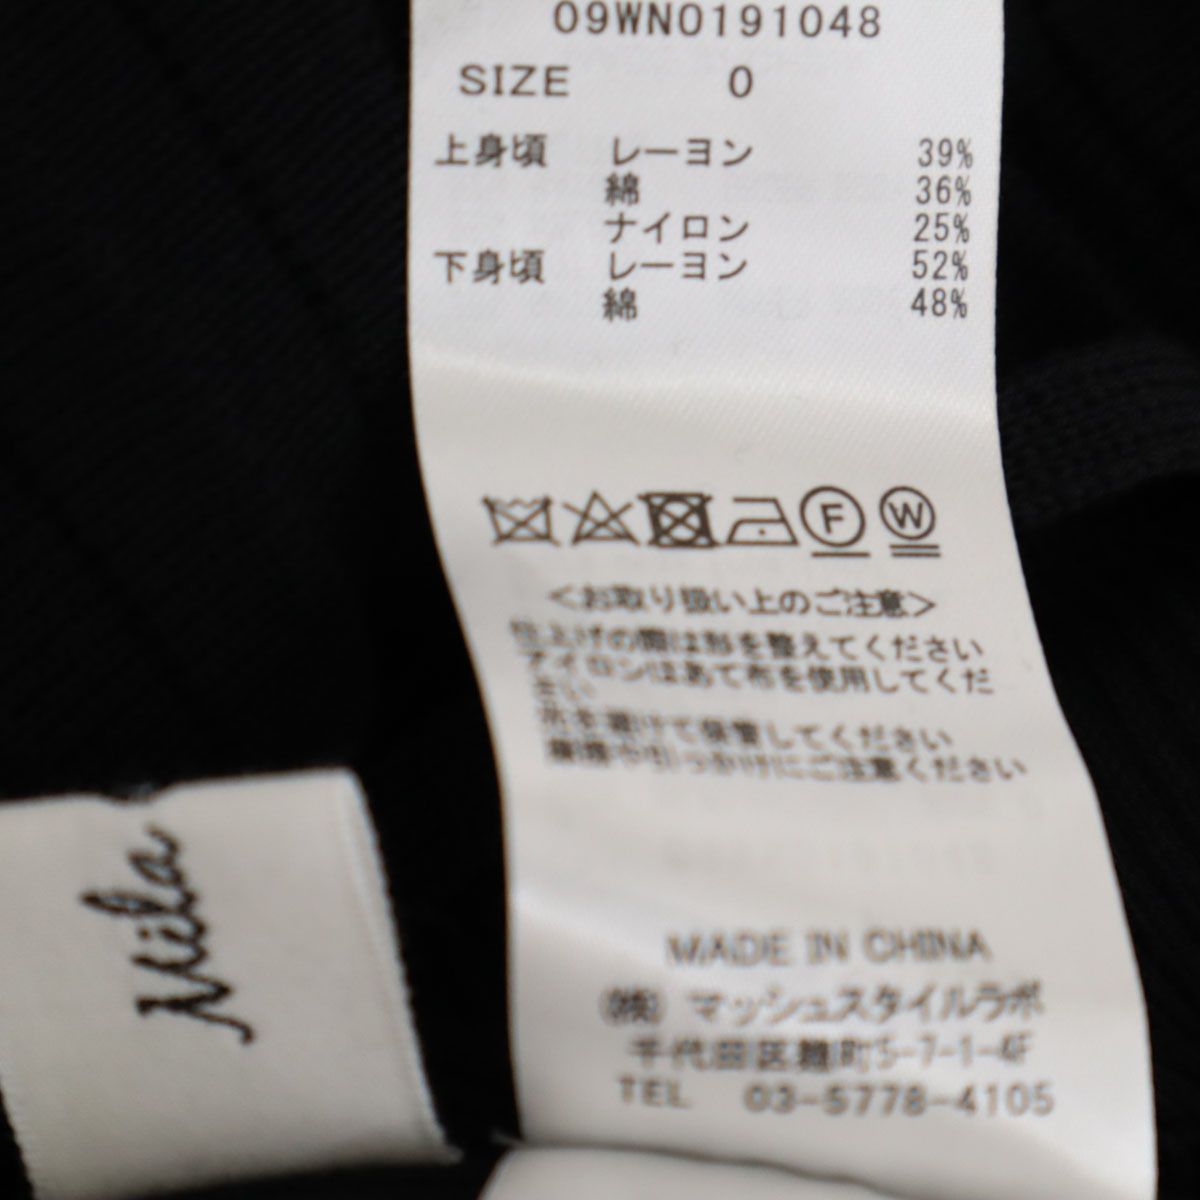 09WN0191048
SIZE 0
上身頃 レーヨン 39%
綿 36%
ナイロン 25%
下身頃 レーヨン 52%
綿 48%
F W
<お取り扱い上のご注意>
仕上げの際は形を整えてください
アイロンはあて布を使用してくだ
さい
光を避けて保管してください
摩擦や引っかけにご注意ください
MADE IN CHINA
(株) マッシュスタイルラボ
千代田区麹町5-7-1-4F
TEL 03-5778-4105
Mila